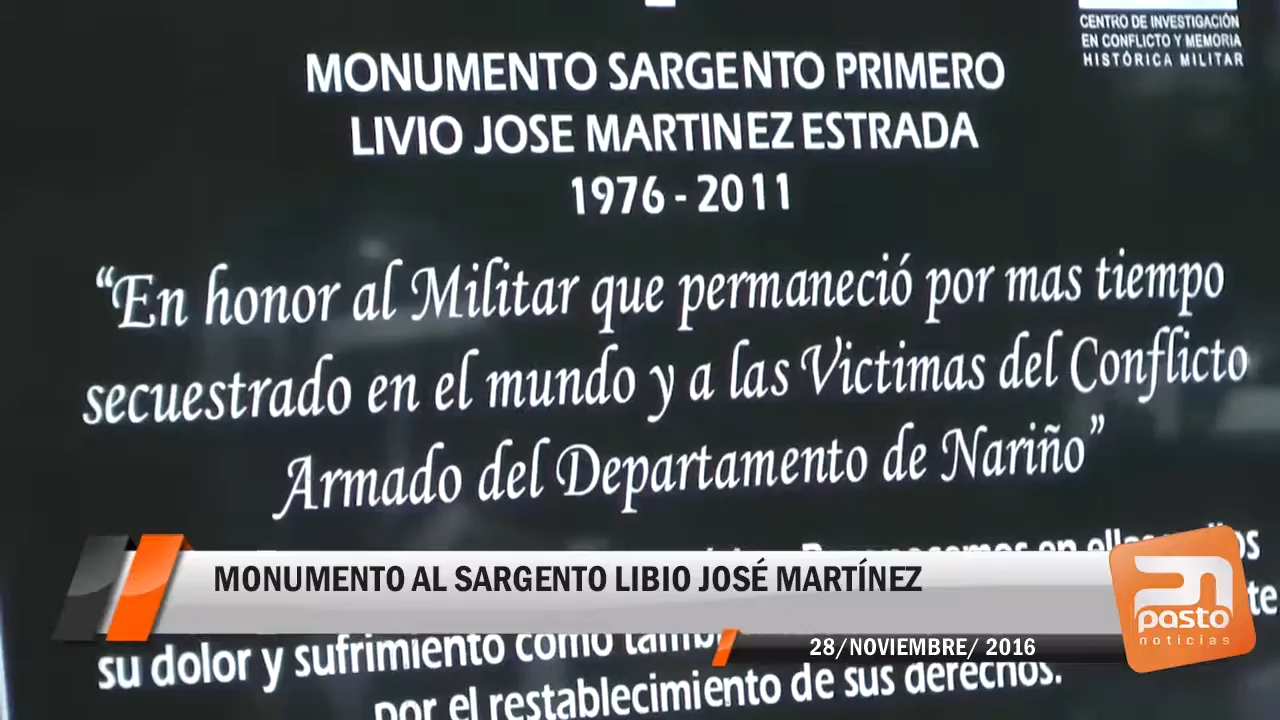 CENTRO DE INVESTIGACIÓN
EN CONFLICTO Y MEMORIA
HISTÓRICA MILITAR
MONUMENTO SARGENTO PRIMERO
LIVIO JOSE MARTINEZ ESTRADA
1976 - 2011
“En honor al Militar que permaneció por mas tiempo
secuestrado en el mundo y a las Victimas del Conflicto
Armado del Departamento de Nariño”
MONUMENTO AL SARGENTO LIBIO JOSÉ MARTÍNEZ
su dolor y sufrimiento como
28/NOVIEMBRE/ 2016
por el restablecimiento de sus derechos.
pasto
noticias